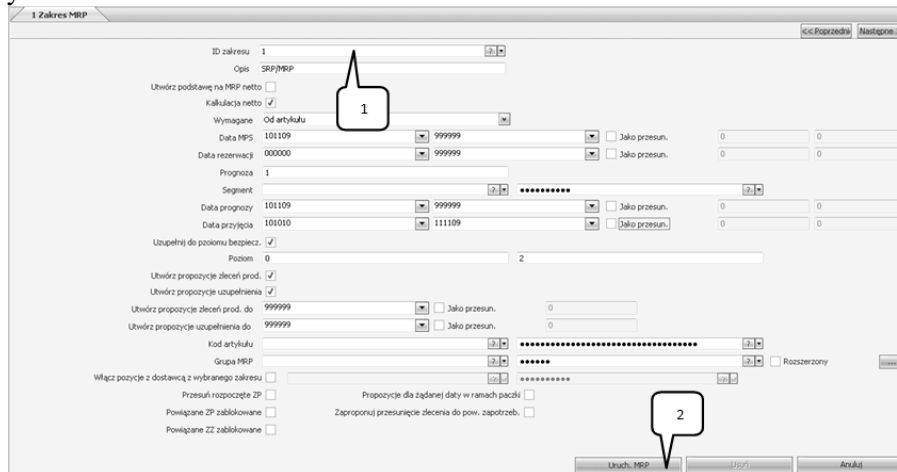 1 Zakres MRP
<< Poprzedni Następne
ID zakresu 1
Opis SRP/MRP
Utwórz podstawę na MRP netto
Kalkulacja netto
1
Wymagane Od artykułu
Data MPS 101109 999999 Jako przesun. 0 0
Data rezerwacji 000000 999999 Jako przesun. 0 0
Prognoza 1
Segment ••••••••••
Data prognozy 101109 999999 Jako przesun. 0 0
Data przyjęcia 101010 111109 Jako przesun. 0 0
Uzupełnij do pzoiomu bezpiecz.
Poziom 0 2
Utwórz propozycje zleceń prod.
Utwórz propozycje uzupełnienia
Utwórz propozycje zleceń prod. do 999999 Jako przesun. 0
Utwórz propozycje uzupełnienia do 999999 Jako przesun. 0
Kod artykułu •••••••••••••••••••••••••••••••••••
Grupa MRP •••••• Rozszerzony ...
Włącz pozycje z dostawcą z wybranego zakresu ••••••••••
Przesuń rozpoczęte ZP Propozycje dla żądanej daty w ramach paczki
Powiązane ZP zablokowane Zaproponuj przesunięcie zlecenia do pow. zapotrzeb.
2
Powiązane ZZ zablokowane
Uruch. MRP Usuń Anuluj